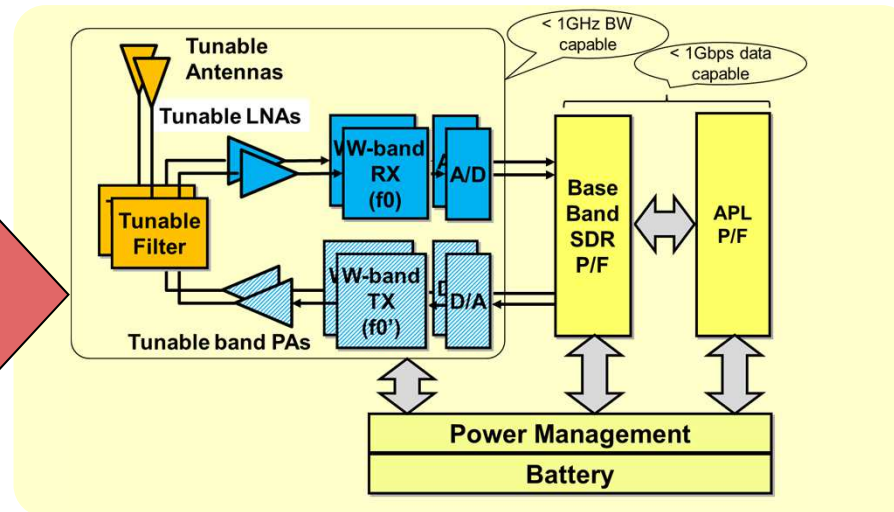 < 1GHz BW
capable
< 1Gbps data
capable
Tunable
Antennas
Tunable LNAs
W
W-band
RX
(f0)
A
A/D
Tunable
Filter
Base
Band
SDR
P/F
APL
P/F
W
W-band
TX
(f0')
D
D/A
Tunable band PAs
Power Management
Battery